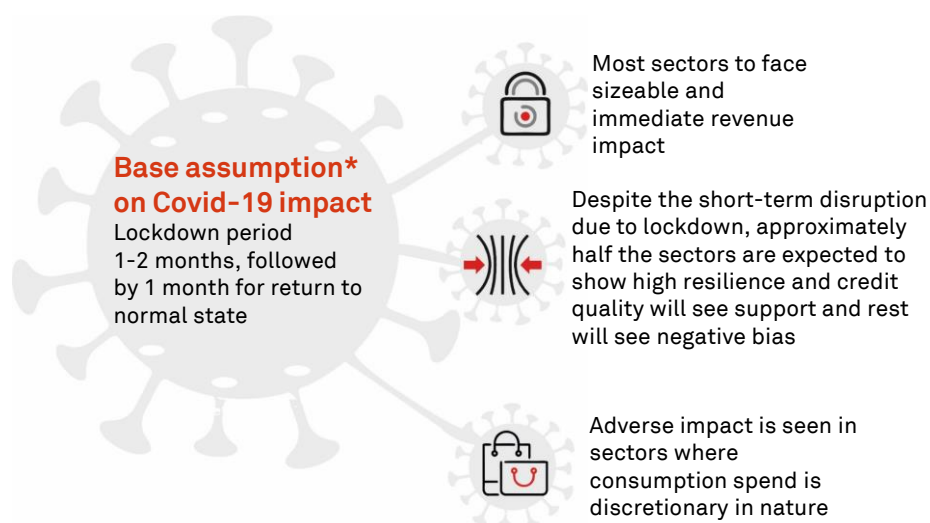 Base assumption*
on Covid-19 impact
Lockdown period
1-2 months, followed
by 1 month for return to
normal state
Most sectors to face
sizeable and
immediate revenue
impact
Despite the short-term disruption
due to lockdown, approximately
half the sectors are expected to
show high resilience and credit
quality will see support and rest
will see negative bias
Adverse impact is seen in
sectors where
consumption spend is
discretionary in nature